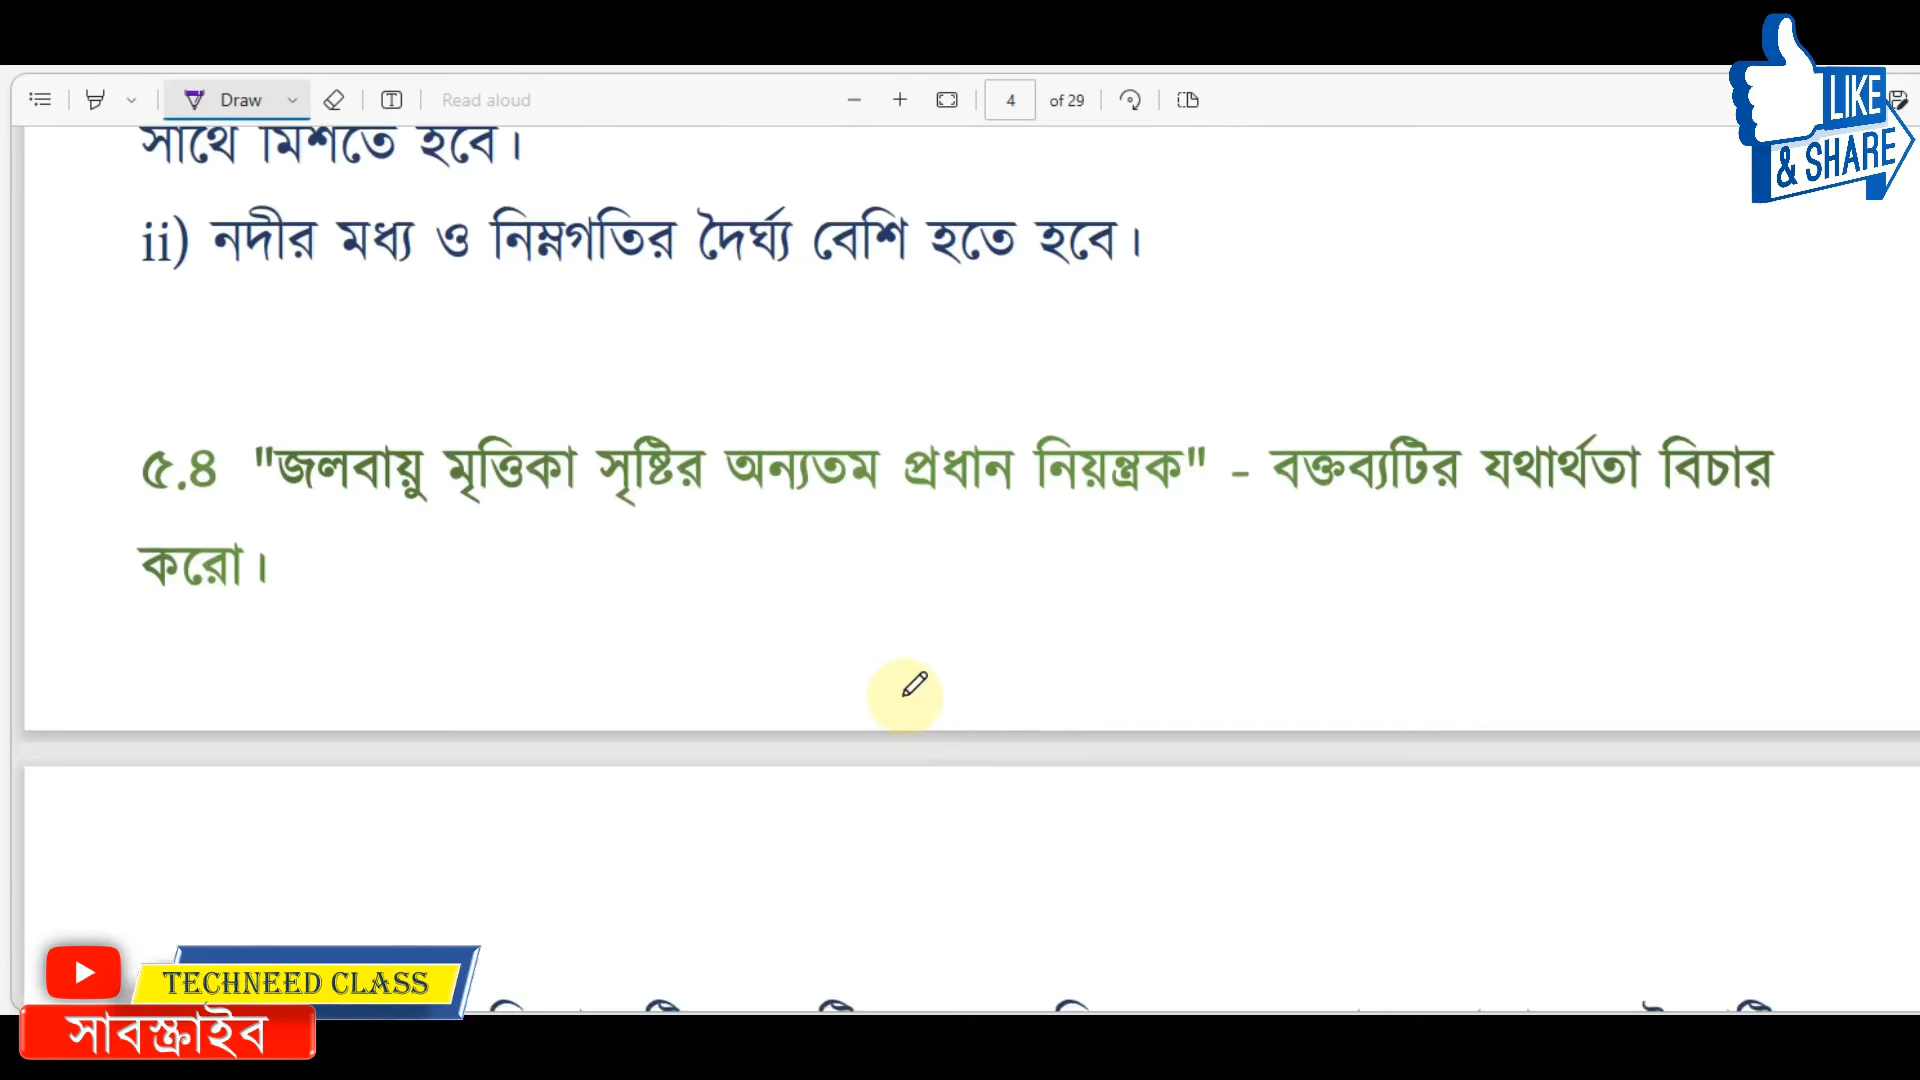 Draw
Read aloud
4 of 29
LIKE
& SHARE
সাথে মিশতে হবে।
ii) নদীর মধ্য ও নিম্নগতির দৈর্ঘ্য বেশি হতে হবে।
৫.৪ "জলবায়ু মৃত্তিকা সৃষ্টির অন্যতম প্রধান নিয়ন্ত্রক" - বক্তব্যটির যথার্থতা বিচার
করো।
TECHNEED CLASS
সাবস্ক্রাইব